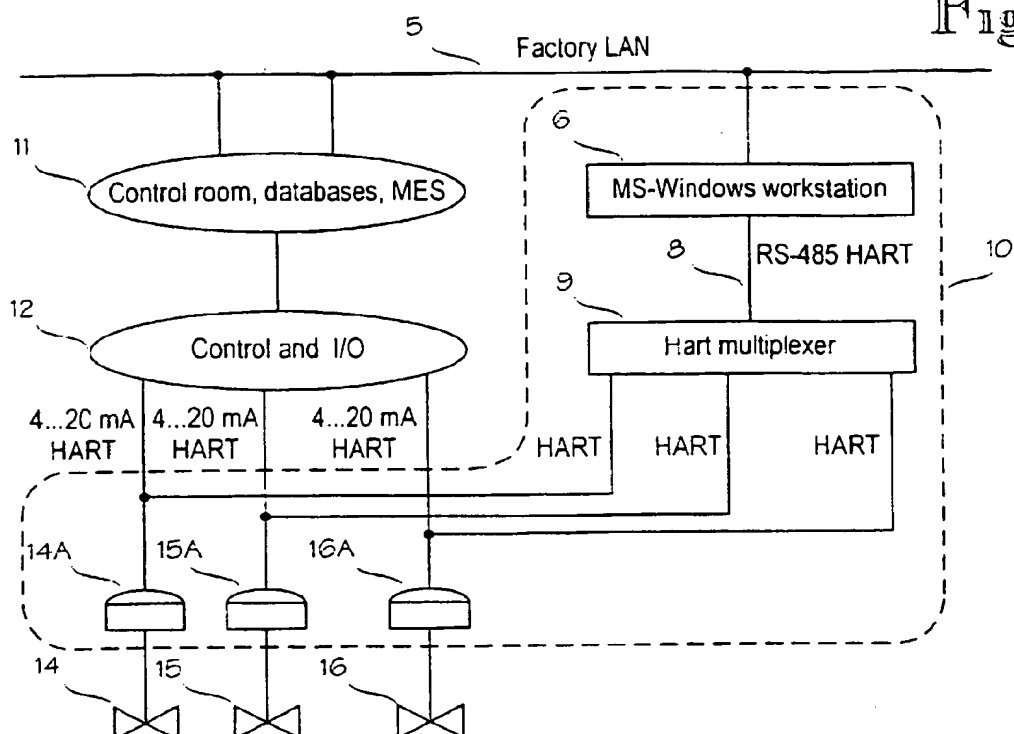 Fig
5
Factory LAN
6
11
Control room, databases, MES
MS-Windows workstation
8
RS-485 HART
10
9
12
Control and I/O
Hart multiplexer
4...20 mA 4...20 mA 4...20 mA
HART HART HART
HART HART HART
14A 15A 16A
14 15 16